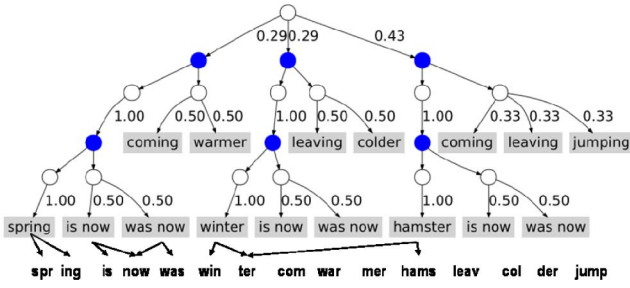 0.29 0.29 0.43
1.00 0.50 0.50 1.00 0.50 0.50 1.00 0.33 0.33 0.33
coming warmer leaving colder coming leaving jumping
1.00 0.50 0.50 1.00 0.50 0.50 1.00 0.50 0.50
spring is now was now winter is now was now hamster is now was now
spr ing is now was win ter com war mer hams leav col der jump